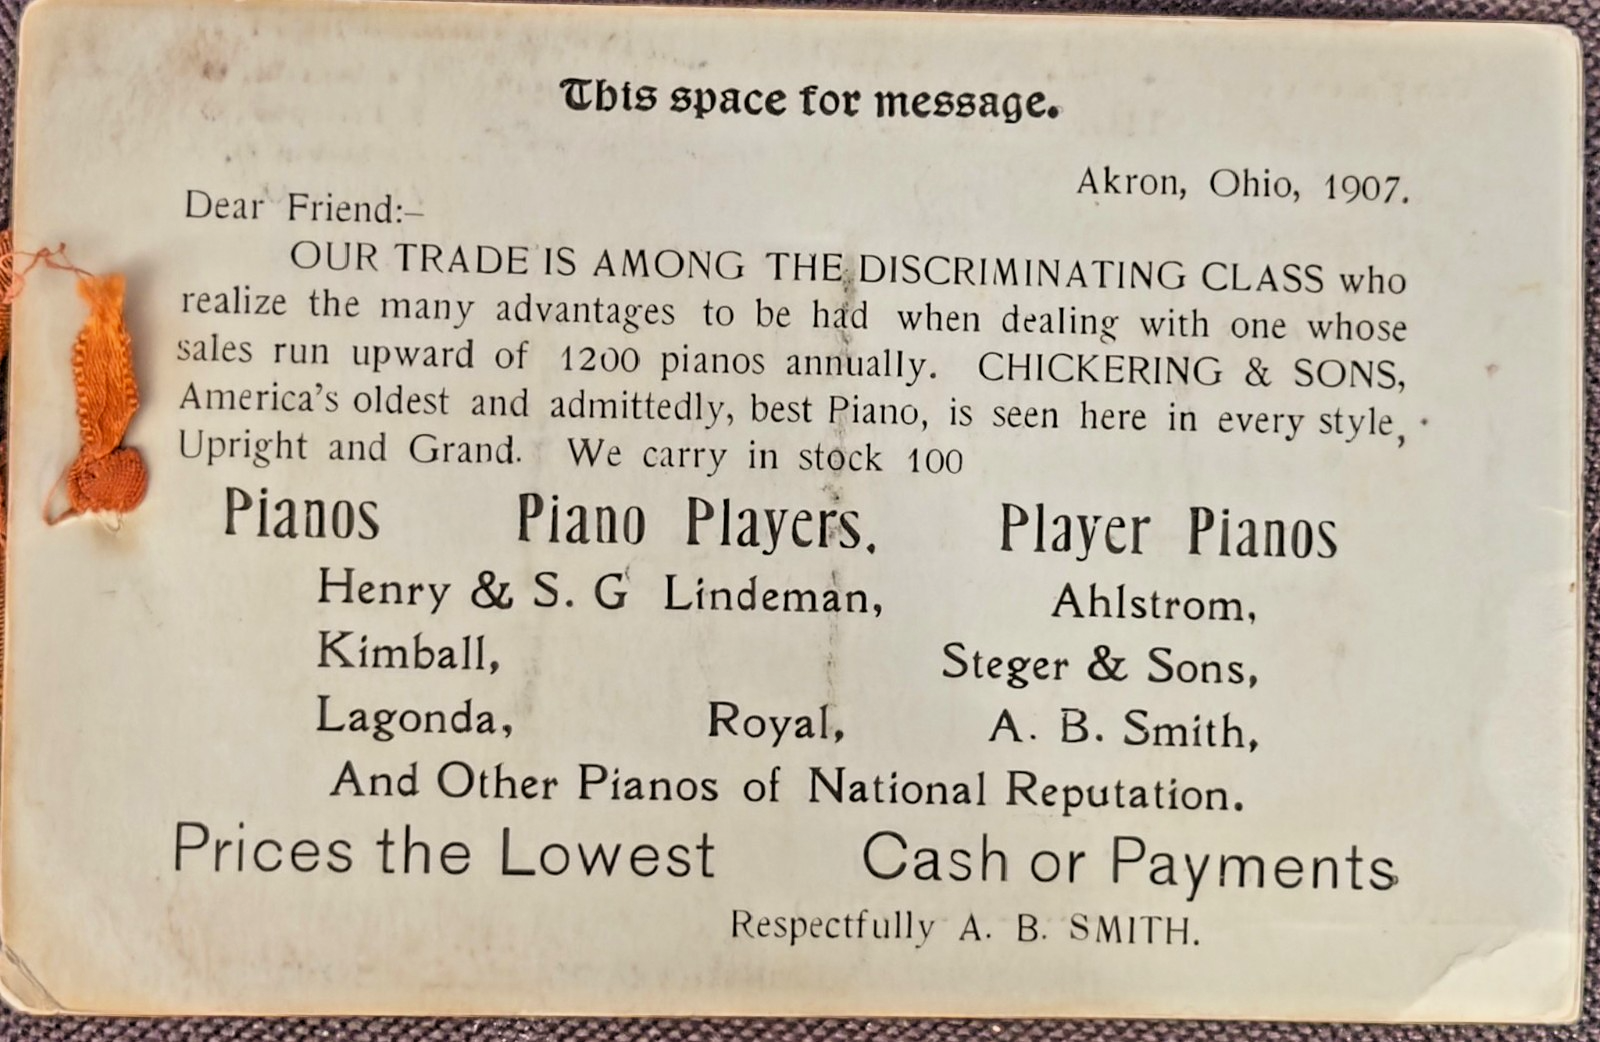 This space for message.
Akron, Ohio, 1907.
Dear Friend:–
OUR TRADE IS AMONG THE DISCRIMINATING CLASS who
realize the many advantages to be had when dealing with one whose
sales run upward of 1200 pianos annually. CHICKERING & SONS,
America's oldest and admittedly, best Piano, is seen here in every style,
Upright and Grand. We carry in stock 100
Pianos Piano Players. Player Pianos
Henry & S. G Lindeman, Ahlstrom,
Kimball, Steger & Sons,
Lagonda, Royal, A. B. Smith,
And Other Pianos of National Reputation.
Prices the Lowest Cash or Payments
Respectfully A. B. SMITH.